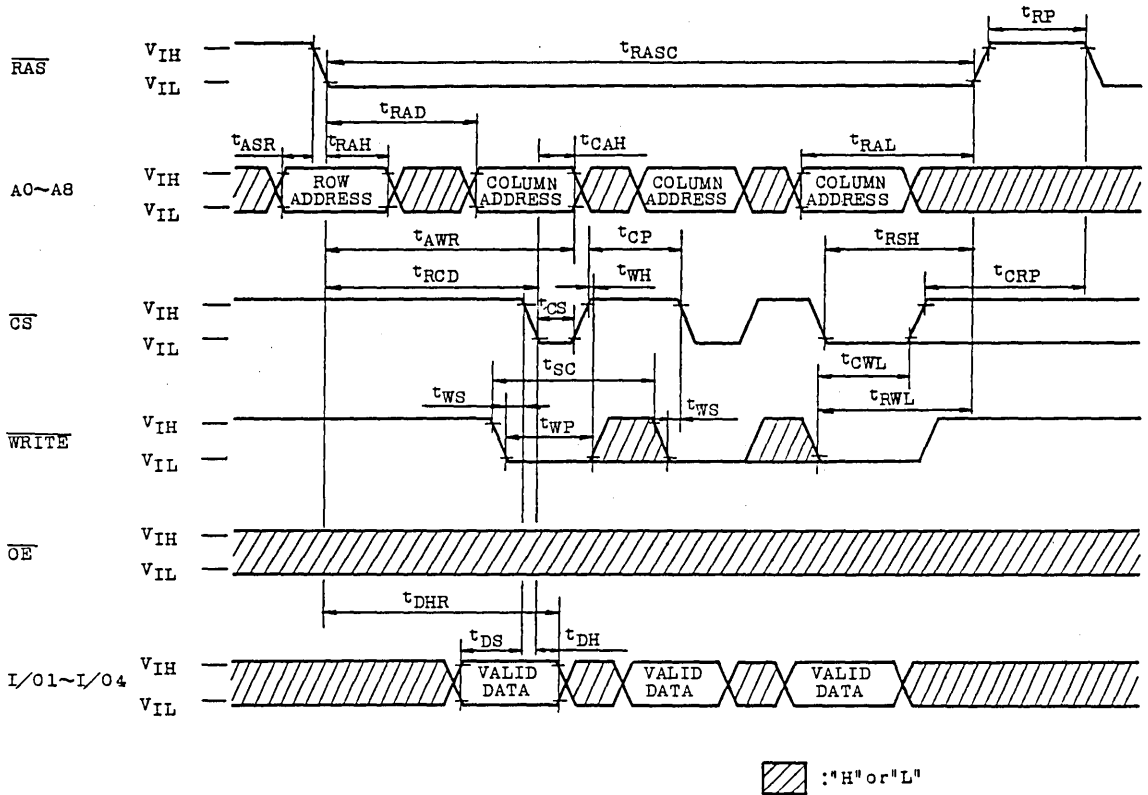 tRP
RAS
VIH
VIL
tRASC
tRAD
tASR
tRAH
tCAH
tRAL
A0~A8
VIH
VIL
ROW
ADDRESS
COLUMN
ADDRESS
COLUMN
ADDRESS
COLUMN
ADDRESS
tAWR
tCP
tRSH
tRCD
tWH
tCRP
CS
VIH
VIL
tCS
tCWL
tSC
tRWL
tWS
tWP
tWS
WRITE
VIH
VIL
OE
VIH
VIL
tDHR
tDS
tDH
I/O1~I/O4
VIH
VIL
VALID
DATA
VALID
DATA
VALID
DATA
:"H"or"L"